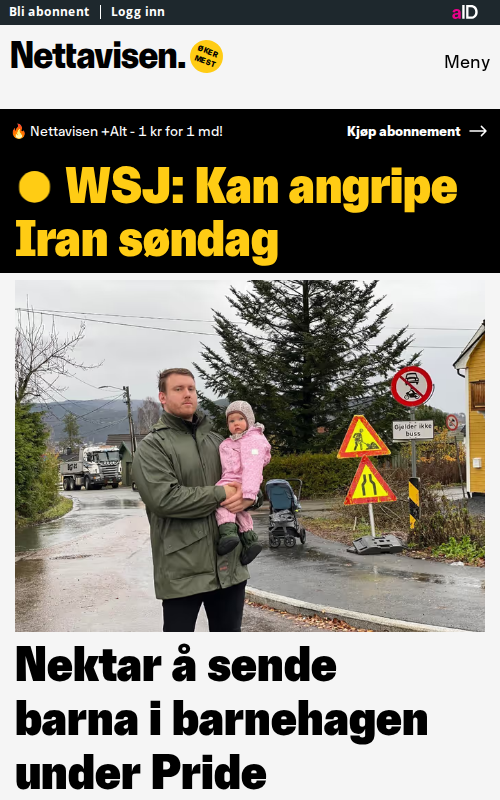 Bli abonnent | Logg inn
aID
Nettavisen.
ØKER
MEST
Meny
Nettavisen +Alt - 1 kr for 1 md!
Kjøp abonnement
WSJ: Kan angripe
Iran søndag
Gjelder ikke
buss
Nektar å sende
barna i barnehagen
under Pride